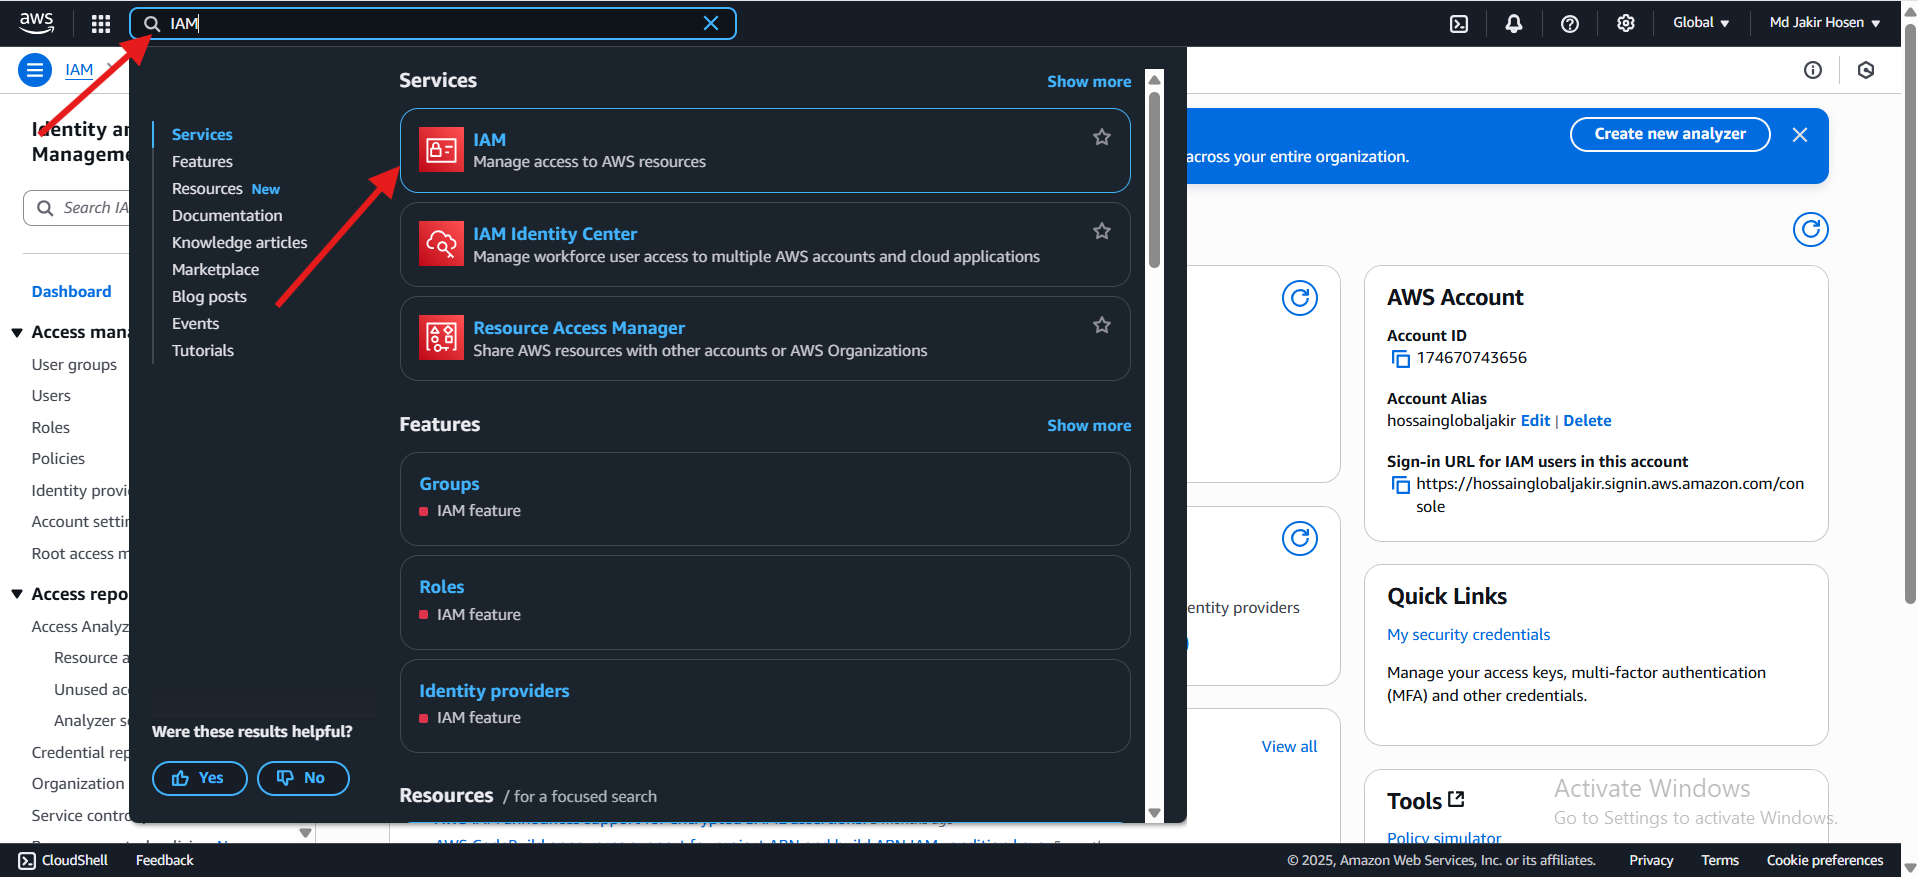 aws
IAM
Global
Md Jakir Hosen
IAM
Identity an
Manageme
Search IA
Dashboard
Access mana
User groups
Users
Roles
Policies
Identity provi
Account settin
Root access m
Access repo
Access Analyz
Resource a
Unused acc
Analyzer se
Credential rep
Organization
Service contro
Services
Features
Resources New
Documentation
Knowledge articles
Marketplace
Blog posts
Events
Tutorials
Were these results helpful?
Yes
No
Services
Show more
IAM
Manage access to AWS resources
IAM Identity Center
Manage workforce user access to multiple AWS accounts and cloud applications
Resource Access Manager
Share AWS resources with other accounts or AWS Organizations
Features
Show more
Groups
IAM feature
Roles
IAM feature
Identity providers
IAM feature
Resources / for a focused search
across your entire organization.
Create new analyzer
entity providers
View all
AWS Account
Account ID
174670743656
Account Alias
hossainglobaljakir Edit | Delete
Sign-in URL for IAM users in this account
https://hossainglobaljakir.signin.aws.amazon.com/con
sole
Quick Links
My security credentials
Manage your access keys, multi-factor authentication
(MFA) and other credentials.
Tools
Policy simulator
Activate Windows
Go to Settings to activate Windows.
CloudShell
Feedback
© 2025, Amazon Web Services, Inc. or its affiliates.
Privacy
Terms
Cookie preferences